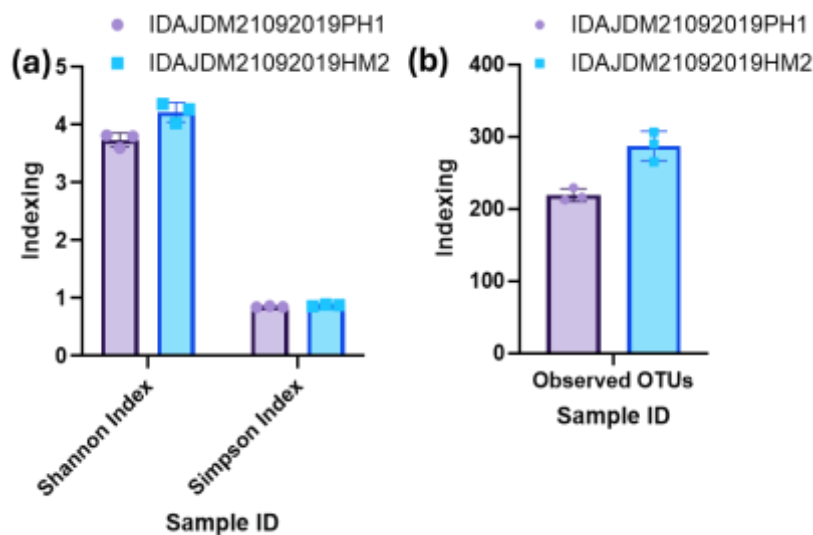 (a)
IDAJDM21092019PH1
IDAJDM21092019HM2
Indexing
5
4
3
2
1
0
Shannon Index
Simpson Index
Sample ID
(b)
IDAJDM21092019PH1
IDAJDM21092019HM2
Indexing
400
300
200
100
0
Observed OTUs
Sample ID